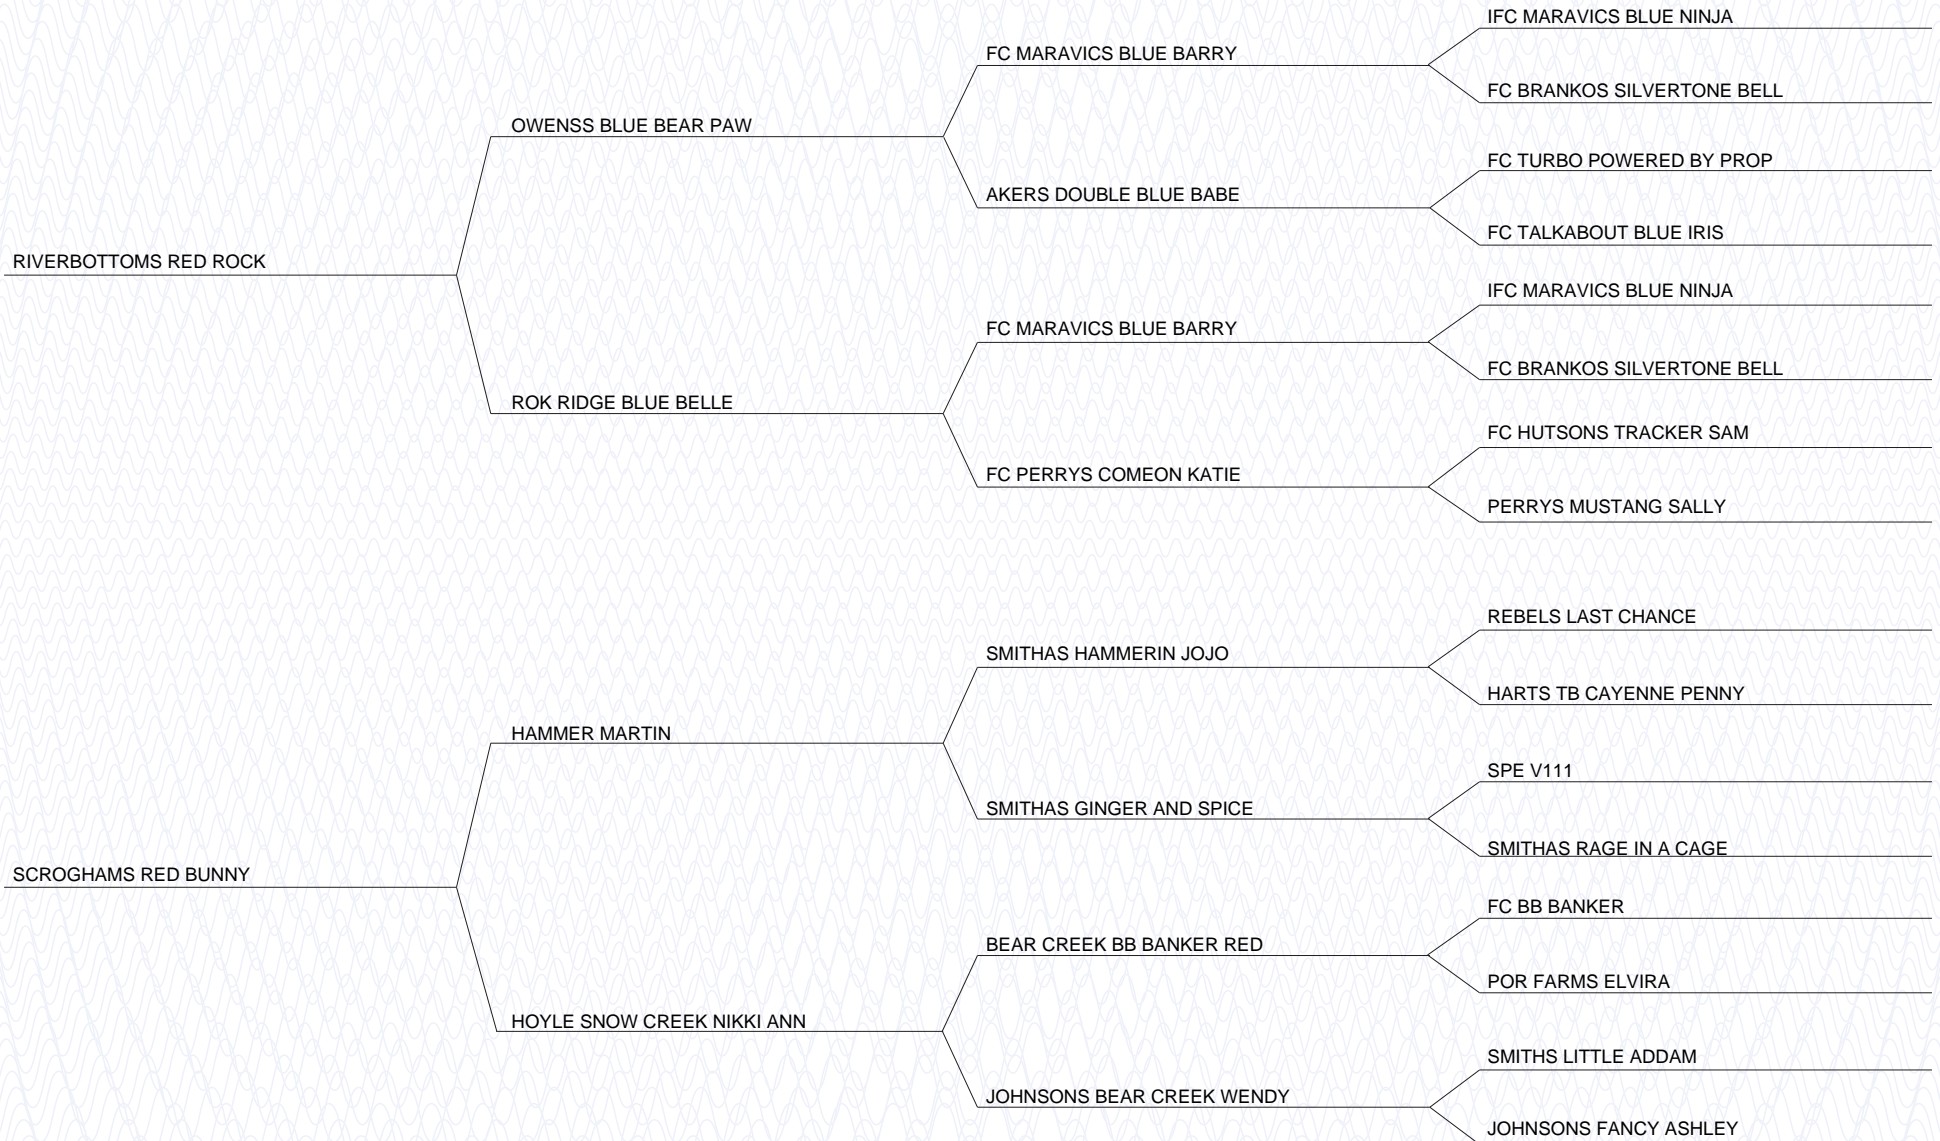 IFC MARAVICS BLUE NINJA
FC MARAVICS BLUE BARRY
FC BRANKOS SILVERTONE BELL
OWENSS BLUE BEAR PAW
FC TURBO POWERED BY PROP
AKERS DOUBLE BLUE BABE
FC TALKABOUT BLUE IRIS
RIVERBOTTOMS RED ROCK
IFC MARAVICS BLUE NINJA
FC MARAVICS BLUE BARRY
FC BRANKOS SILVERTONE BELL
ROK RIDGE BLUE BELLE
FC HUTSONS TRACKER SAM
FC PERRYS COMEON KATIE
PERRYS MUSTANG SALLY
REBELS LAST CHANCE
SMITHAS HAMMERIN JOJO
HARTS TB CAYENNE PENNY
HAMMER MARTIN
SPE V111
SMITHAS GINGER AND SPICE
SMITHAS RAGE IN A CAGE
SCROGHAMS RED BUNNY
FC BB BANKER
BEAR CREEK BB BANKER RED
POR FARMS ELVIRA
HOYLE SNOW CREEK NIKKI ANN
SMITHS LITTLE ADDAM
JOHNSONS BEAR CREEK WENDY
JOHNSONS FANCY ASHLEY